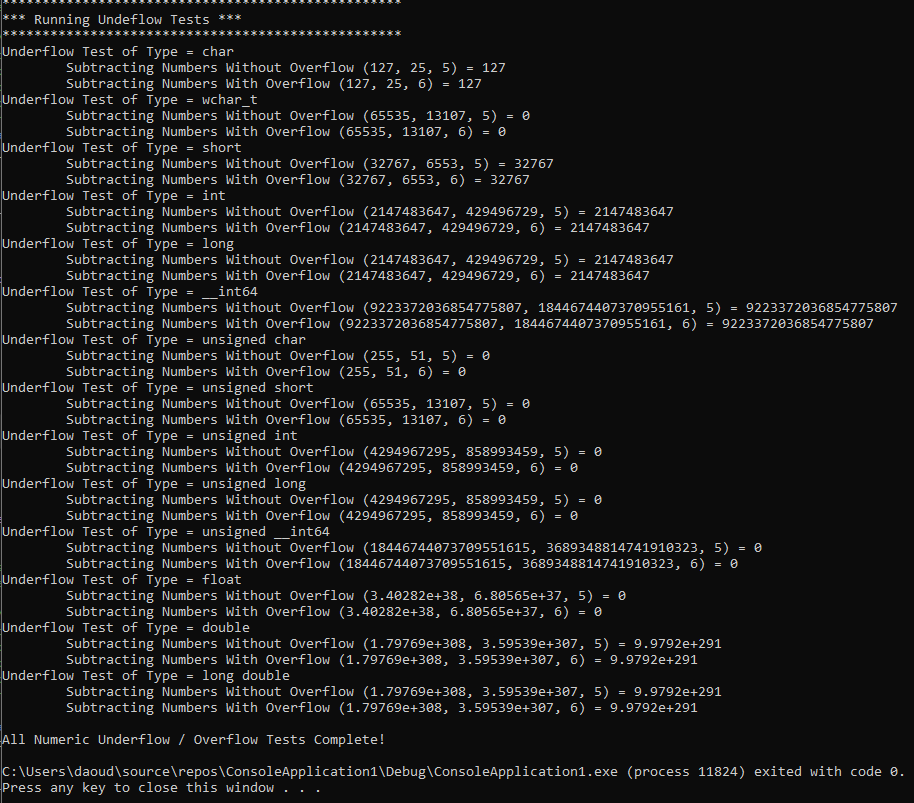 **************************************************
*** Running Undeflow Tests ***
**************************************************
Underflow Test of Type = char
Subtracting Numbers Without Overflow (127, 25, 5) = 127
Subtracting Numbers With Overflow (127, 25, 6) = 127
Underflow Test of Type = wchar_t
Subtracting Numbers Without Overflow (65535, 13107, 5) = 0
Subtracting Numbers With Overflow (65535, 13107, 6) = 0
Underflow Test of Type = short
Subtracting Numbers Without Overflow (32767, 6553, 5) = 32767
Subtracting Numbers With Overflow (32767, 6553, 6) = 32767
Underflow Test of Type = int
Subtracting Numbers Without Overflow (2147483647, 429496729, 5) = 2147483647
Subtracting Numbers With Overflow (2147483647, 429496729, 6) = 2147483647
Underflow Test of Type = long
Subtracting Numbers Without Overflow (2147483647, 429496729, 5) = 2147483647
Subtracting Numbers With Overflow (2147483647, 429496729, 6) = 2147483647
Underflow Test of Type = __int64
Subtracting Numbers Without Overflow (9223372036854775807, 1844674407370955161, 5) = 9223372036854775807
Subtracting Numbers With Overflow (9223372036854775807, 1844674407370955161, 6) = 9223372036854775807
Underflow Test of Type = unsigned char
Subtracting Numbers Without Overflow (255, 51, 5) = 0
Subtracting Numbers With Overflow (255, 51, 6) = 0
Underflow Test of Type = unsigned short
Subtracting Numbers Without Overflow (65535, 13107, 5) = 0
Subtracting Numbers With Overflow (65535, 13107, 6) = 0
Underflow Test of Type = unsigned int
Subtracting Numbers Without Overflow (4294967295, 858993459, 5) = 0
Subtracting Numbers With Overflow (4294967295, 858993459, 6) = 0
Underflow Test of Type = unsigned long
Subtracting Numbers Without Overflow (4294967295, 858993459, 5) = 0
Subtracting Numbers With Overflow (4294967295, 858993459, 6) = 0
Underflow Test of Type = unsigned __int64
Subtracting Numbers Without Overflow (18446744073709551615, 3689348814741910323, 5) = 0
Subtracting Numbers With Overflow (18446744073709551615, 3689348814741910323, 6) = 0
Underflow Test of Type = float
Subtracting Numbers Without Overflow (3.40282e+38, 6.80565e+37, 5) = 0
Subtracting Numbers With Overflow (3.40282e+38, 6.80565e+37, 6) = 0
Underflow Test of Type = double
Subtracting Numbers Without Overflow (1.79769e+308, 3.59539e+307, 5) = 9.9792e+291
Subtracting Numbers With Overflow (1.79769e+308, 3.59539e+307, 6) = 9.9792e+291
Underflow Test of Type = long double
Subtracting Numbers Without Overflow (1.79769e+308, 3.59539e+307, 5) = 9.9792e+291
Subtracting Numbers With Overflow (1.79769e+308, 3.59539e+307, 6) = 9.9792e+291
All Numeric Underflow / Overflow Tests Complete!
C:\Users\daoud\source\repos\ConsoleApplication1\Debug\ConsoleApplication1.exe (process 11824) exited with code 0.
Press any key to close this window . . .